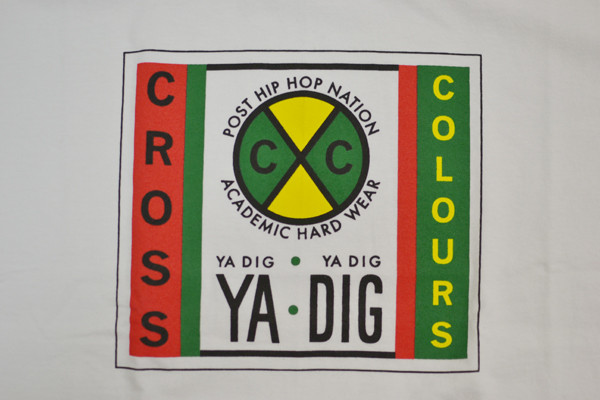 CROSS
POST HIP HOP NATION
C C
ACADEMIC HARD WEAR
YA DIG • YA DIG
YA • DIG
COLOURS